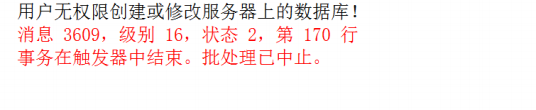 用户无权限创建或修改服务器上的数据库！
消息 3609，级别 16，状态 2，第 170 行
事务在触发器中结束。批处理已中止。